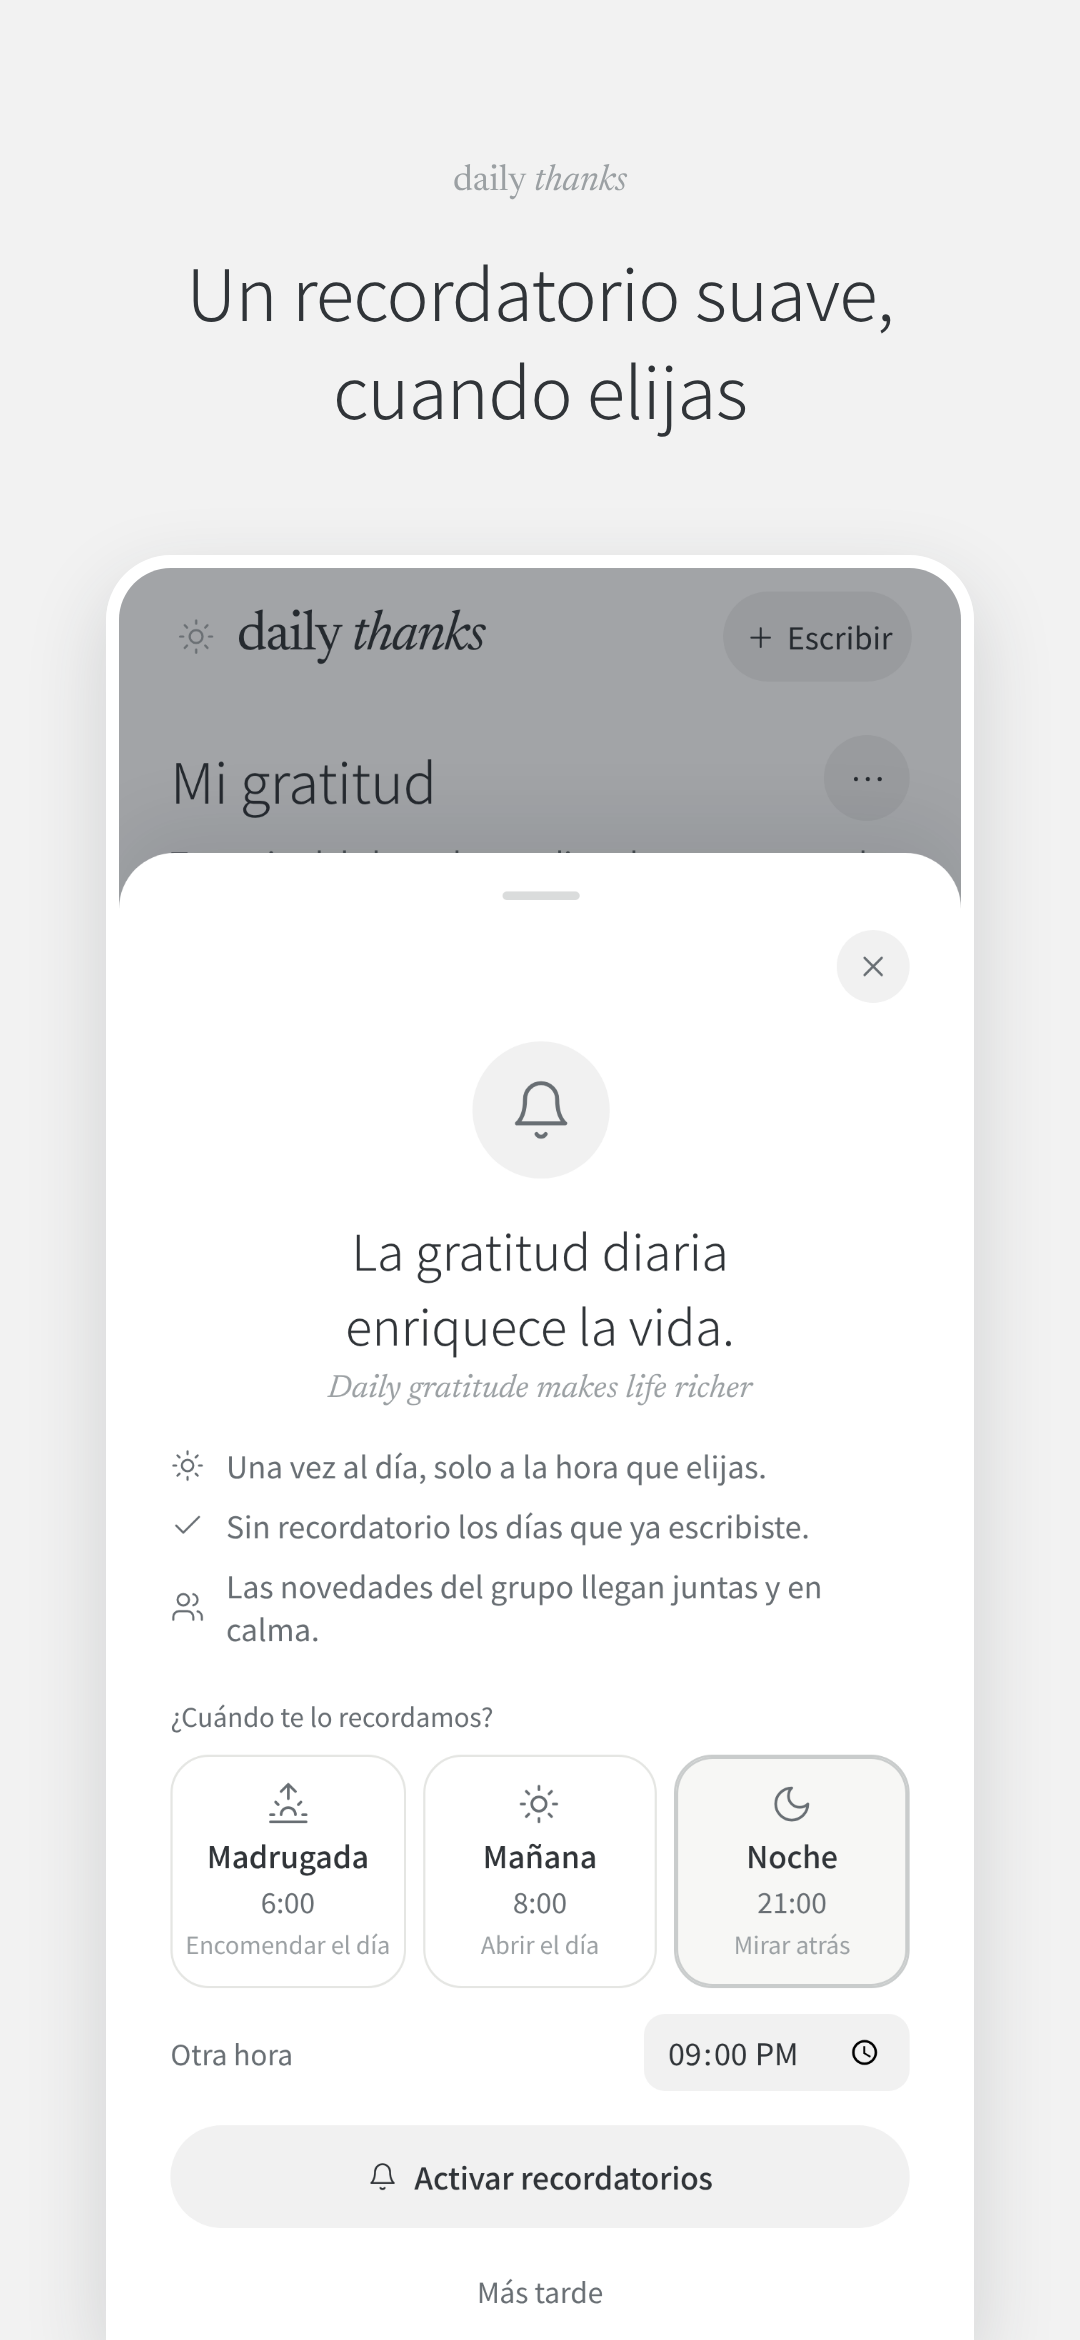 daily thanks
Un recordatorio suave,
cuando elijas
daily thanks
+ Escribir
Mi gratitud
...
La gratitud diaria
enriquece la vida.
Daily gratitude makes life richer
Una vez al día, solo a la hora que elijas.
Sin recordatorio los días que ya escribiste.
Las novedades del grupo llegan juntas y en
calma.
¿Cuándo te lo recordamos?
Madrugada
6:00
Encomendar el día
Mañana
8:00
Abrir el día
Noche
21:00
Mirar atrás
Otra hora
09:00 PM
Activar recordatorios
Más tarde